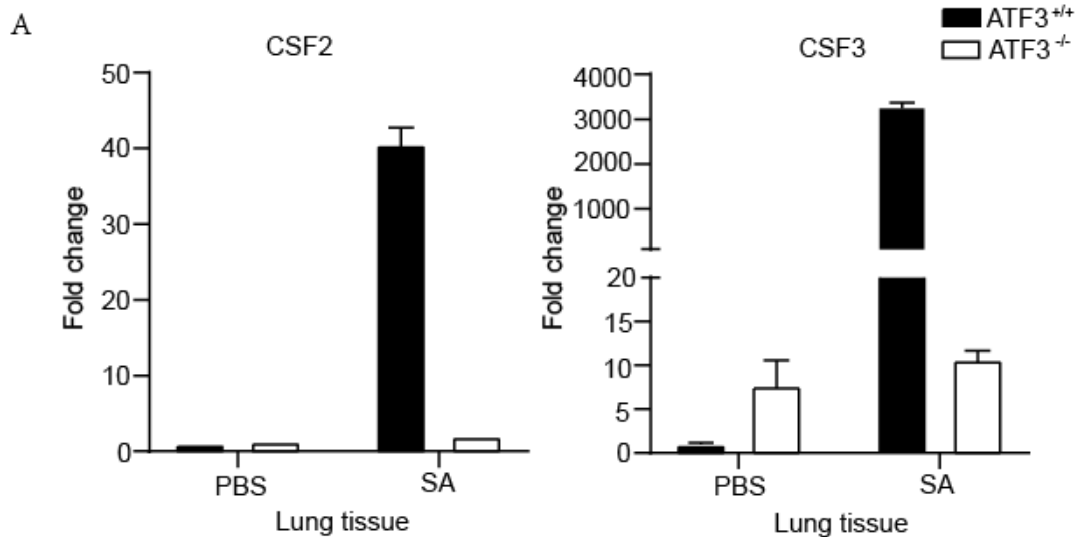 A
ATF3+/+
ATF3-/-
CSF2
Fold change
50
40
30
20
10
0
PBS SA
Lung tissue
CSF3
Fold change
4000
3000
2000
1000
20
15
10
5
0
PBS SA
Lung tissue